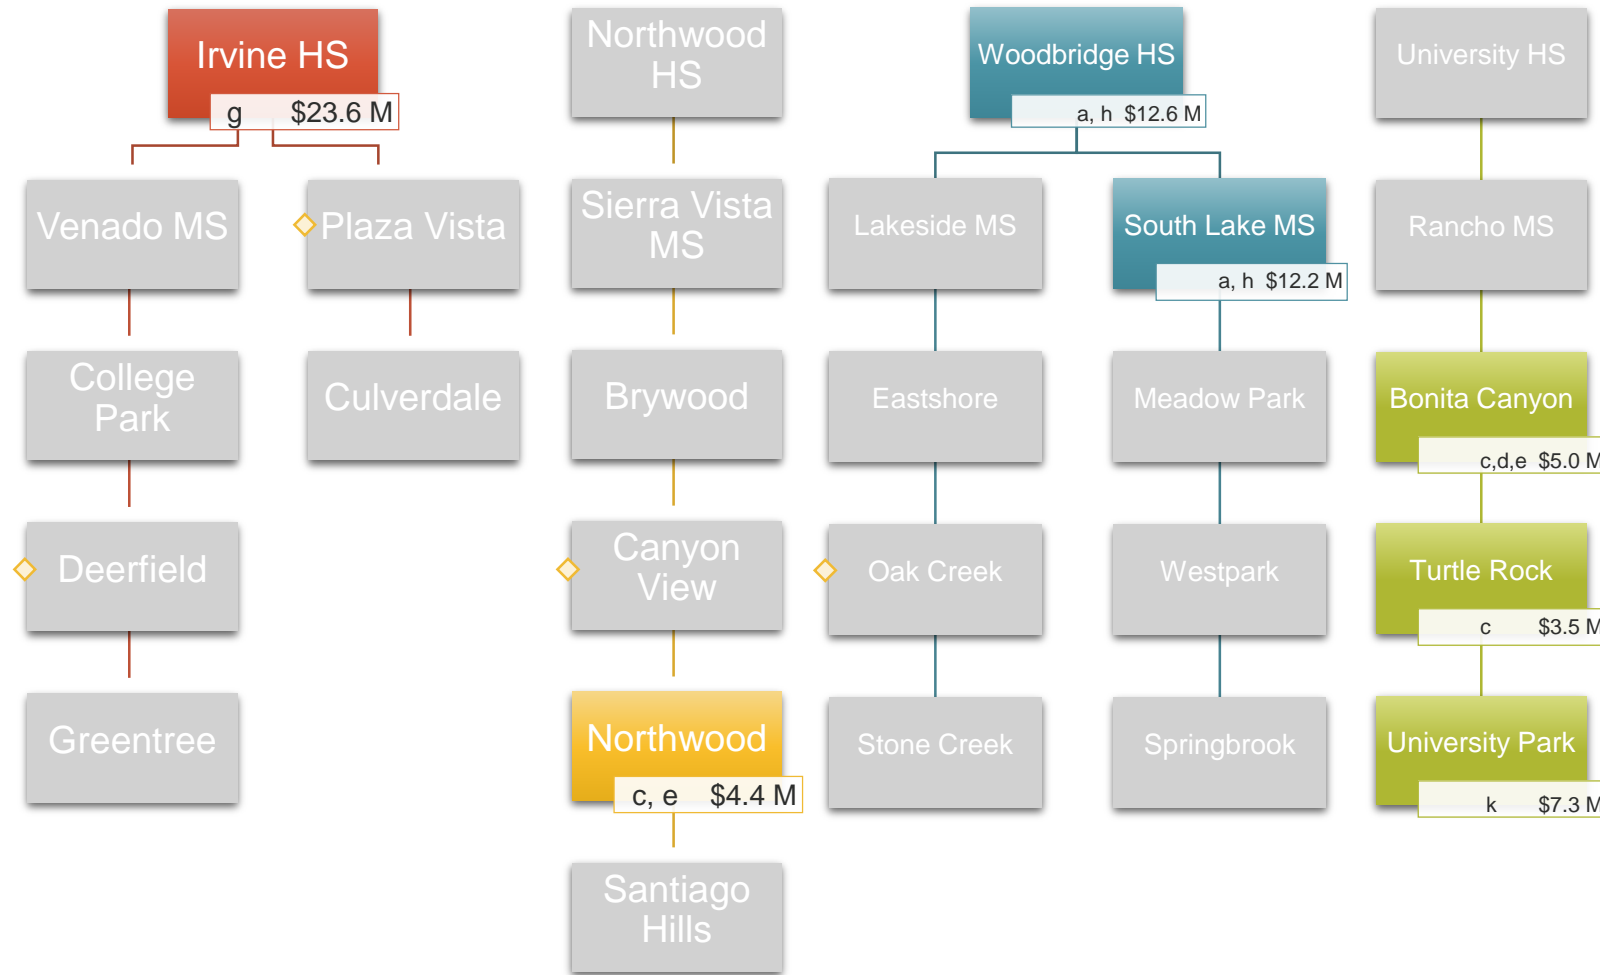 Irvine HS
g $23.6 M
Venado MS
Plaza Vista
College
Park
Culverdale
Deerfield
Greentree
Northwood
HS
Sierra Vista
MS
Brywood
Canyon
View
Northwood
c, e $4.4 M
Santiago
Hills
Woodbridge HS
a, h $12.6 M
Lakeside MS
South Lake MS
a, h $12.2 M
Eastshore
Meadow Park
Oak Creek
Westpark
Stone Creek
Springbrook
University HS
Rancho MS
Bonita Canyon
c,d,e $5.0 M
Turtle Rock
c $3.5 M
University Park
k $7.3 M